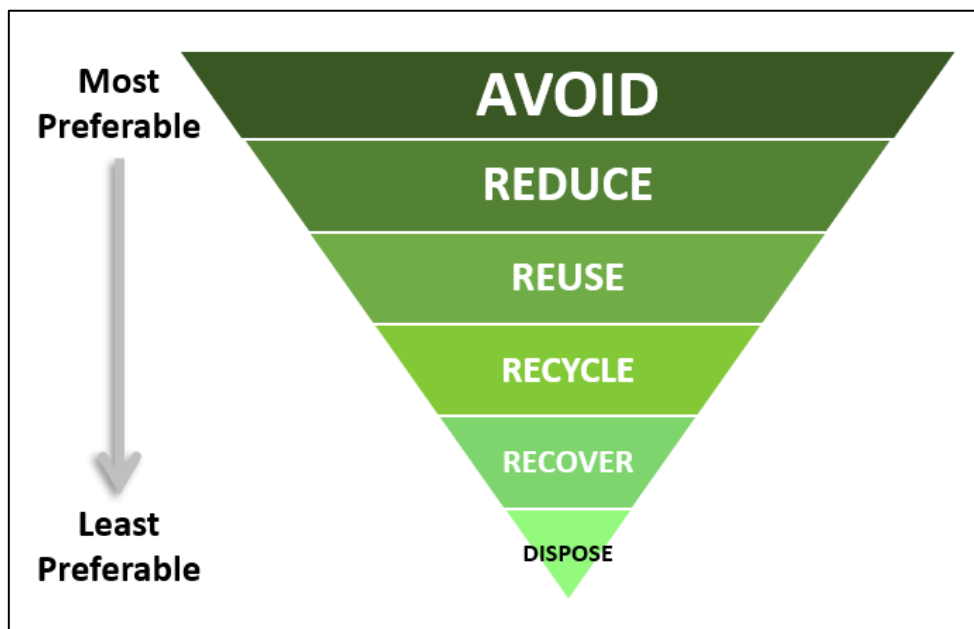 Most
Preferable
AVOID
REDUCE
REUSE
RECYCLE
RECOVER
DISPOSE
Least
Preferable